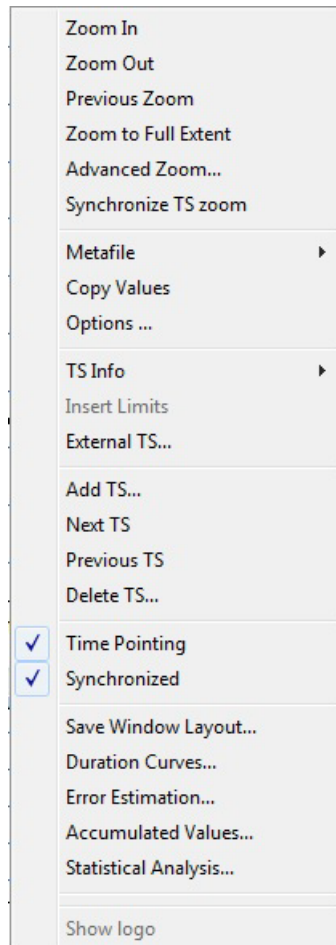 Zoom In
Zoom Out
Previous Zoom
Zoom to Full Extent
Advanced Zoom...
Synchronize TS zoom
Metafile
Copy Values
Options ...
TS Info
Insert Limits
External TS...
Add TS...
Next TS
Previous TS
Delete TS...
Time Pointing
Synchronized
Save Window Layout...
Duration Curves...
Error Estimation...
Accumulated Values...
Statistical Analysis...
Show logo